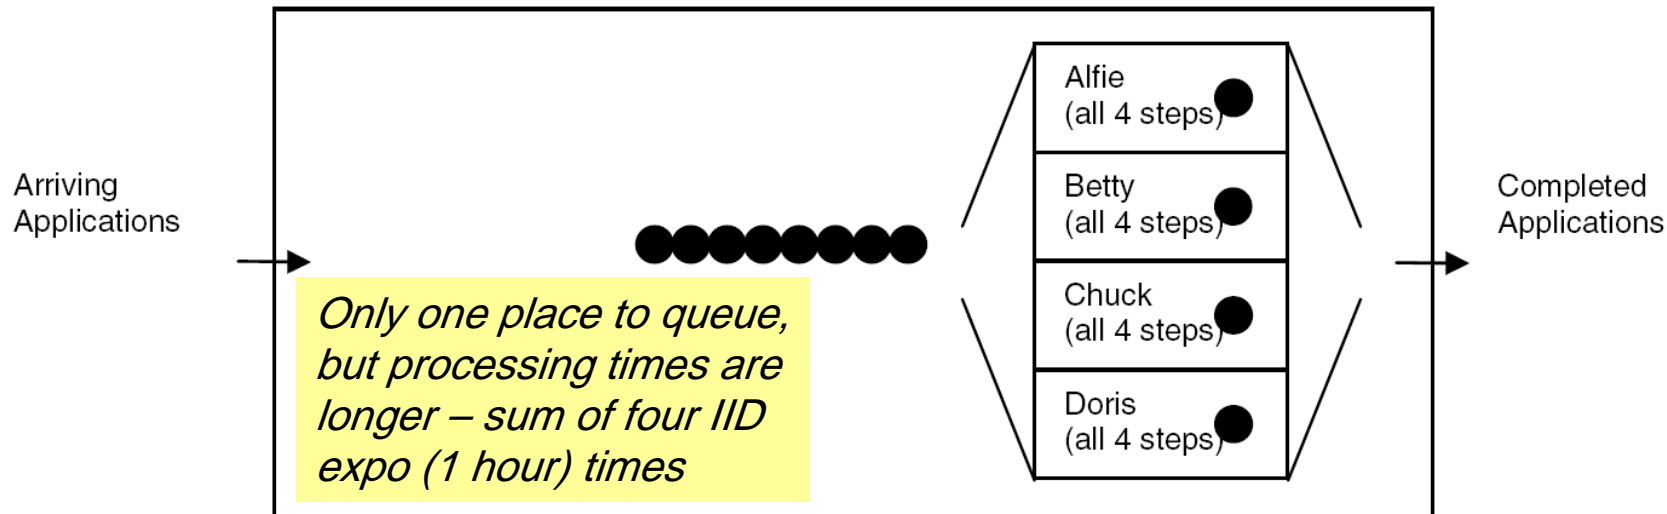 Arriving
Applications
Only one place to queue,
but processing times are
longer – sum of four IID
expo (1 hour) times
Alfie
(all 4 steps)
Betty
(all 4 steps)
Chuck
(all 4 steps)
Doris
(all 4 steps)
Completed
Applications